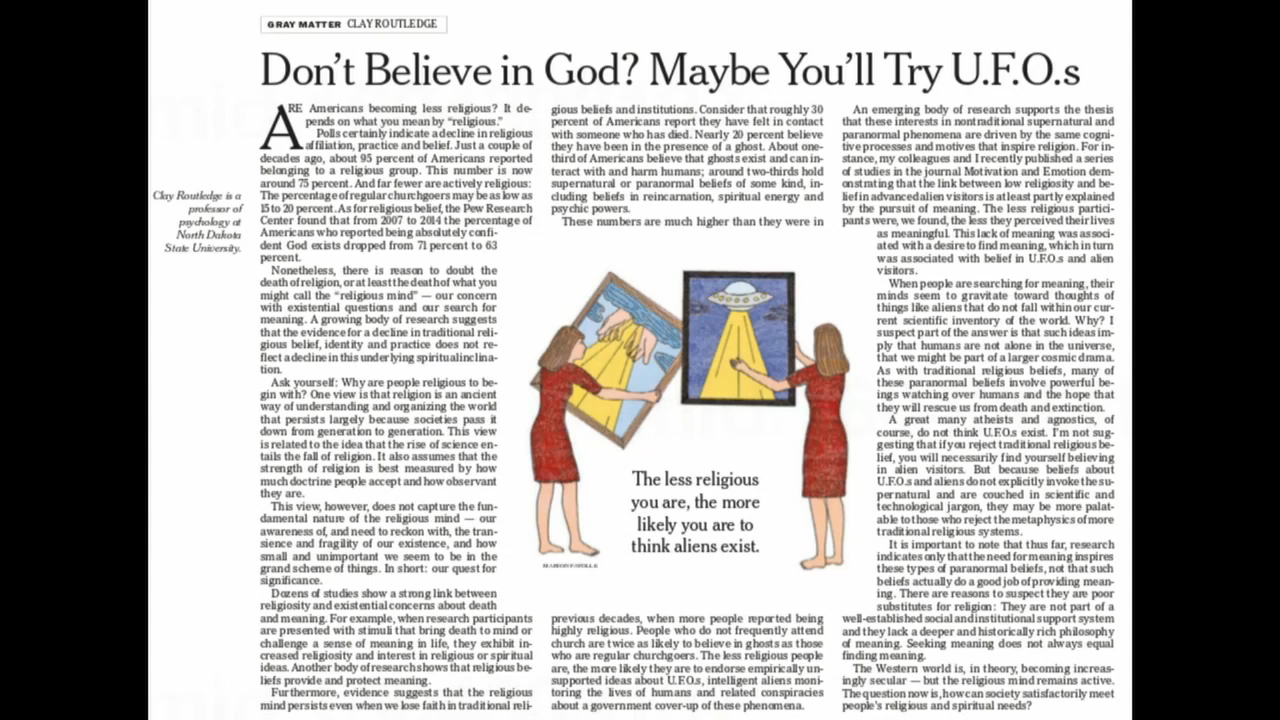 GRAY MATTER CLAY ROUTLEDGE
Don't Believe in God? Maybe You'll Try U.F.O.s
Clay Routledge is a
professor of
psychology at
North Dakota
State University.
ARE Americans becoming less religious? It de-
pends on what you mean by "religious."
Polls certainly indicate a decline in religious
affiliation, practice and belief. Just a couple of
decades ago, about 95 percent of Americans reported
belonging to a religious group. This number is now
around 75 percent. And far fewer are actively religious:
The percentage of regular churchgoers may be as low as
15 to 20 percent. As for religious belief, the Pew Research
Center found that from 2007 to 2014 the percentage of
Americans who reported being absolutely confi-
dent God exists dropped from 71 percent to 63
percent.
Nonetheless, there is reason to doubt the
death of religion, or at least the death of what you
might call the "religious mind" — our concern
with existential questions and our search for
meaning. A growing body of research suggests
that the evidence for a decline in traditional reli-
gious belief, identity and practice does not re-
flect a decline in this underlying spiritual inclina-
tion.
Ask yourself: Why are people religious to be-
gin with? One view is that religion is an ancient
way of understanding and organizing the world
that persists largely because societies pass it
down from generation to generation. This view
is related to the idea that the rise of science en-
tails the fall of religion. It also assumes that the
strength of religion is best measured by how
much doctrine people accept and how observant
they are.
This view, however, does not capture the fun-
damental nature of the religious mind — our
awareness of, and need to reckon with, the tran-
sience and fragility of our existence, and how
small and unimportant we seem to be in the
grand scheme of things. In short: our quest for
significance.
Dozens of studies show a strong link between
religiosity and existential concerns about death
and meaning. For example, when research participants
are presented with stimuli that bring death to mind or
challenge a sense of meaning in life, they exhibit in-
creased religiosity and interest in religious or spiritual
ideas. Another body of research shows that religious be-
liefs provide and protect meaning.
Furthermore, evidence suggests that the religious
mind persists even when we lose faith in traditional reli-
gious beliefs and institutions. Consider that roughly 30
percent of Americans report they have felt in contact
with someone who has died. Nearly 20 percent believe
they have been in the presence of a ghost. About one-
third of Americans believe that ghosts exist and can in-
teract with and harm humans; around two-thirds hold
supernatural or paranormal beliefs of some kind, in-
cluding beliefs in reincarnation, spiritual energy and
psychic powers.
These numbers are much higher than they were in
The less religious
you are, the more
likely you are to
think aliens exist.
MARION FAYOLLE
previous decades, when more people reported being
highly religious. People who do not frequently attend
church are twice as likely to believe in ghosts as those
who are regular churchgoers. The less religious people
are, the more likely they are to endorse empirically un-
supported ideas about U.F.O.s, intelligent aliens moni-
toring the lives of humans and related conspiracies
about a government cover-up of these phenomena.
An emerging body of research supports the thesis
that these interests in nontraditional supernatural and
paranormal phenomena are driven by the same cogni-
tive processes and motives that inspire religion. For in-
stance, my colleagues and I recently published a series
of studies in the journal Motivation and Emotion dem-
onstrating that the link between low religiosity and be-
lief in advanced alien visitors is at least partly explained
by the pursuit of meaning. The less religious partici-
pants were, we found, the less they perceived their lives
as meaningful. This lack of meaning was associ-
ated with a desire to find meaning, which in turn
was associated with belief in U.F.O.s and alien
visitors.
When people are searching for meaning, their
minds seem to gravitate toward thoughts of
things like aliens that do not fall within our cur-
rent scientific inventory of the world. Why? I
suspect part of the answer is that such ideas im-
ply that humans are not alone in the universe,
that we might be part of a larger cosmic drama.
As with traditional religious beliefs, many of
these paranormal beliefs involve powerful be-
ings watching over humans and the hope that
they will rescue us from death and extinction.
A great many atheists and agnostics, of
course, do not think U.F.O.s exist. I'm not sug-
gesting that if you reject traditional religious be-
lief, you will necessarily find yourself believing
in alien visitors. But because beliefs about
U.F.O.s and aliens do not explicitly invoke the su-
pernatural and are couched in scientific and
technological jargon, they may be more palat-
able to those who reject the metaphysics of more
traditional religious systems.
It is important to note that thus far, research
indicates only that the need for meaning inspires
these types of paranormal beliefs, not that such
beliefs actually do a good job of providing mean-
ing. There are reasons to suspect they are poor
substitutes for religion: They are not part of a
well-established social and institutional support system
and they lack a deeper and historically rich philosophy
of meaning. Seeking meaning does not always equal
finding meaning.
The Western world is, in theory, becoming increas-
ingly secular — but the religious mind remains active.
The question now is, how can society satisfactorily meet
people's religious and spiritual needs?